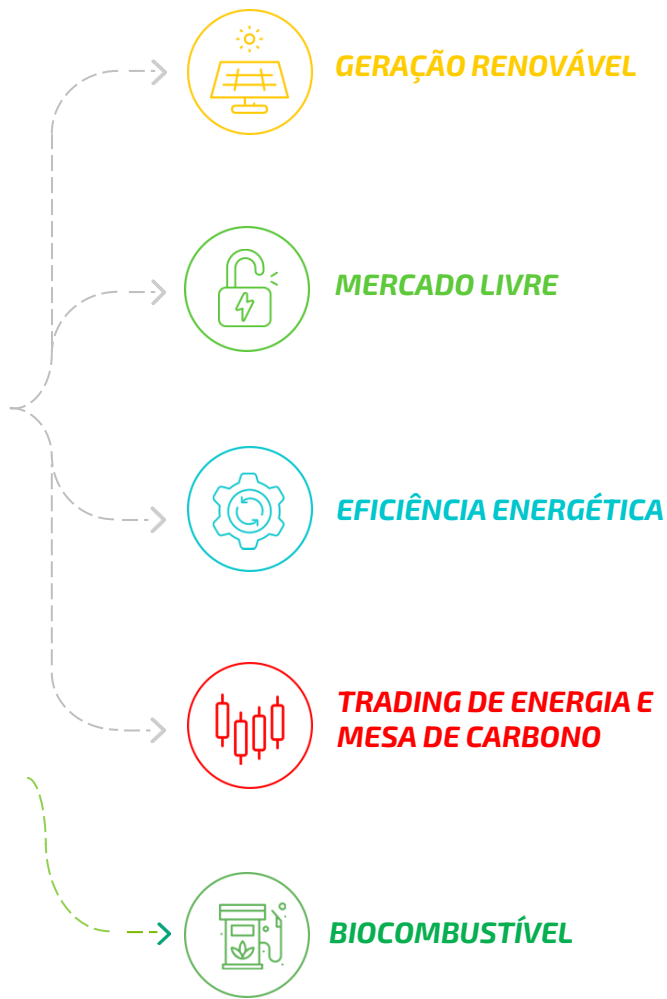 GERAÇÃO RENOVÁVEL
MERCADO LIVRE
EFICIÊNCIA ENERGÉTICA
TRADING DE ENERGIA E
MESA DE CARBONO
BIOCOMBUSTÍVEL